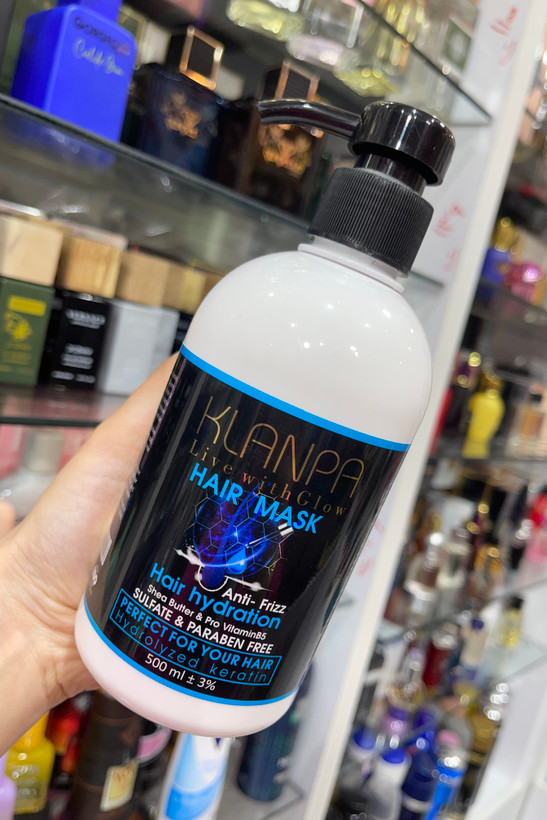 KLANPA
Live with Glow
HAIR MASK
Anti- Frizz
Hair hydration
Shea Butter & Pro VitaminB5
SULFATE & PARABEN FREE
PERFECT FOR YOUR HAIR
Hydrolyzed keratin
500 ml ± 3%